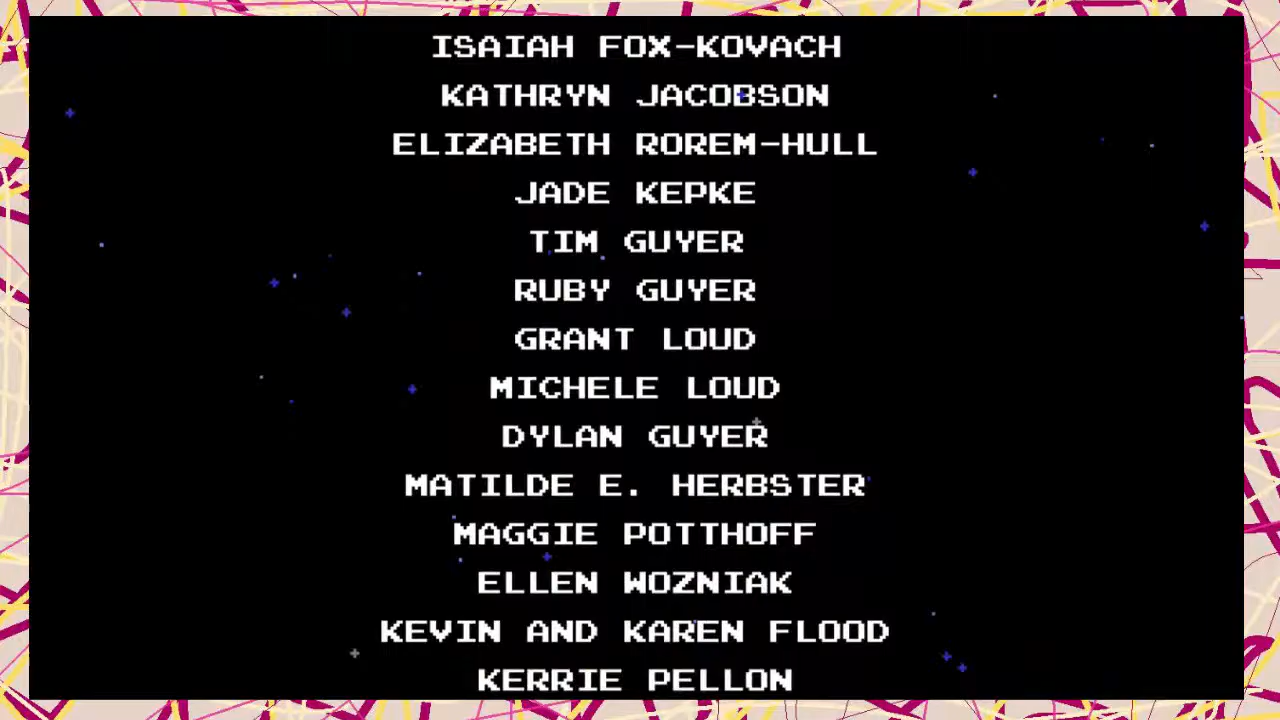 ISAIAH FOX-KOVACH
KATHRYN JACOBSON
ELIZABETH ROREM-HULL
JADE KEPKE
TIM GUYER
RUBY GUYER
GRANT LOUD
MICHELE LOUD
DYLAN GUYER
MATILDE E. HERBSTER
MAGGIE POTTHOFF
ELLEN WOZNIAK
KEVIN AND KAREN FLOOD
KERRIE PELLON